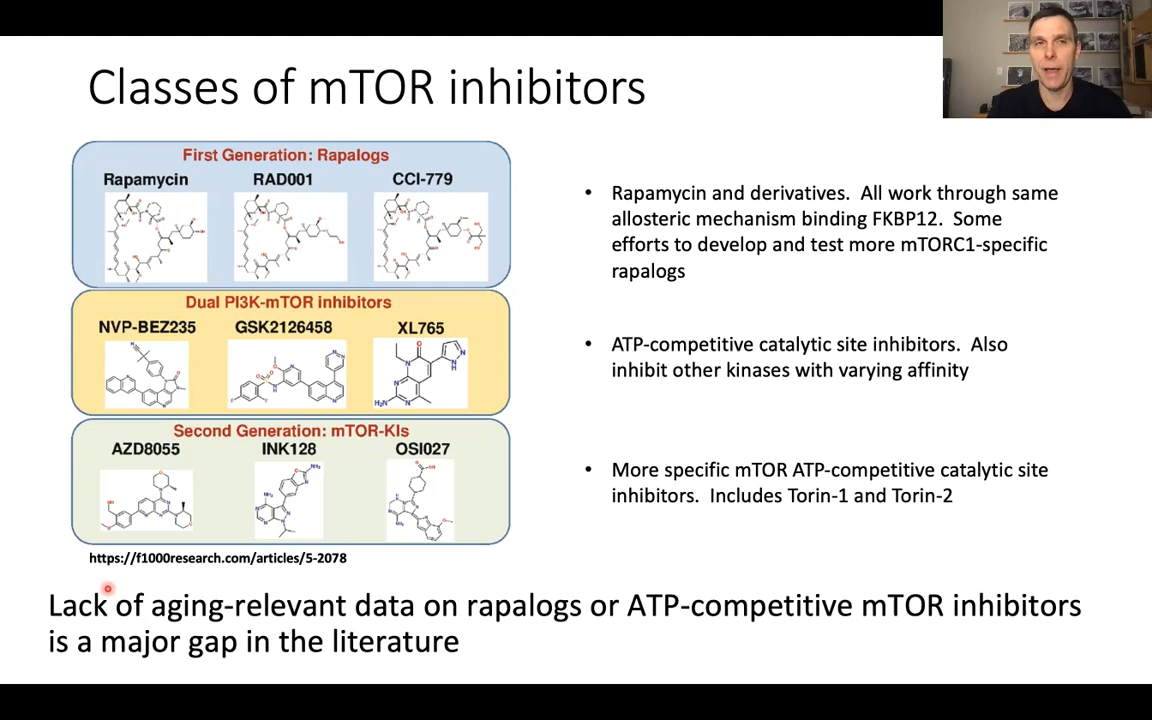 Classes of mTOR inhibitors
First Generation: Rapalogs
Rapamycin RAD001 CCI-779
Dual PI3K-mTOR inhibitors
NVP-BEZ235 GSK2126458 XL765
Second Generation: mTOR-KIs
AZD8055 INK128 OSI027
https://f1000research.com/articles/5-2078
• Rapamycin and derivatives. All work through same
allosteric mechanism binding FKBP12. Some
efforts to develop and test more mTORC1-specific
rapalogs
• ATP-competitive catalytic site inhibitors. Also
inhibit other kinases with varying affinity
• More specific mTOR ATP-competitive catalytic site
inhibitors. Includes Torin-1 and Torin-2
Lack of aging-relevant data on rapalogs or ATP-competitive mTOR inhibitors
is a major gap in the literature